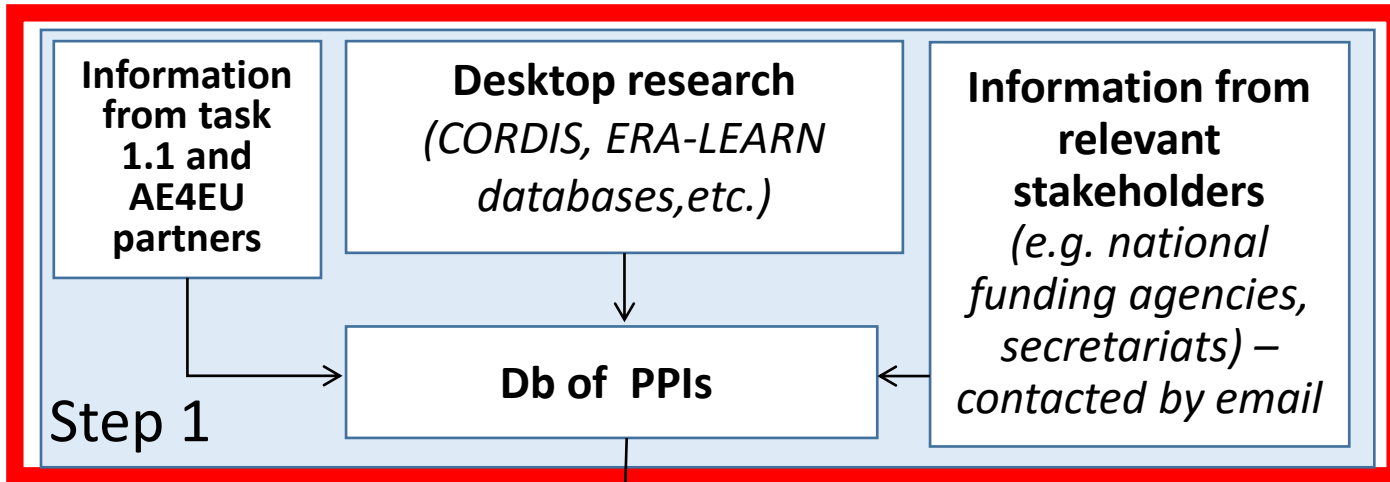 Information
from task
1.1 and
AE4EU
partners
Desktop research
(CORDIS, ERA-LEARN
databases,etc.)
Information from
relevant
stakeholders
(e.g. national
funding agencies,
secretariats) –
contacted by email
Db of PPIs
Step 1